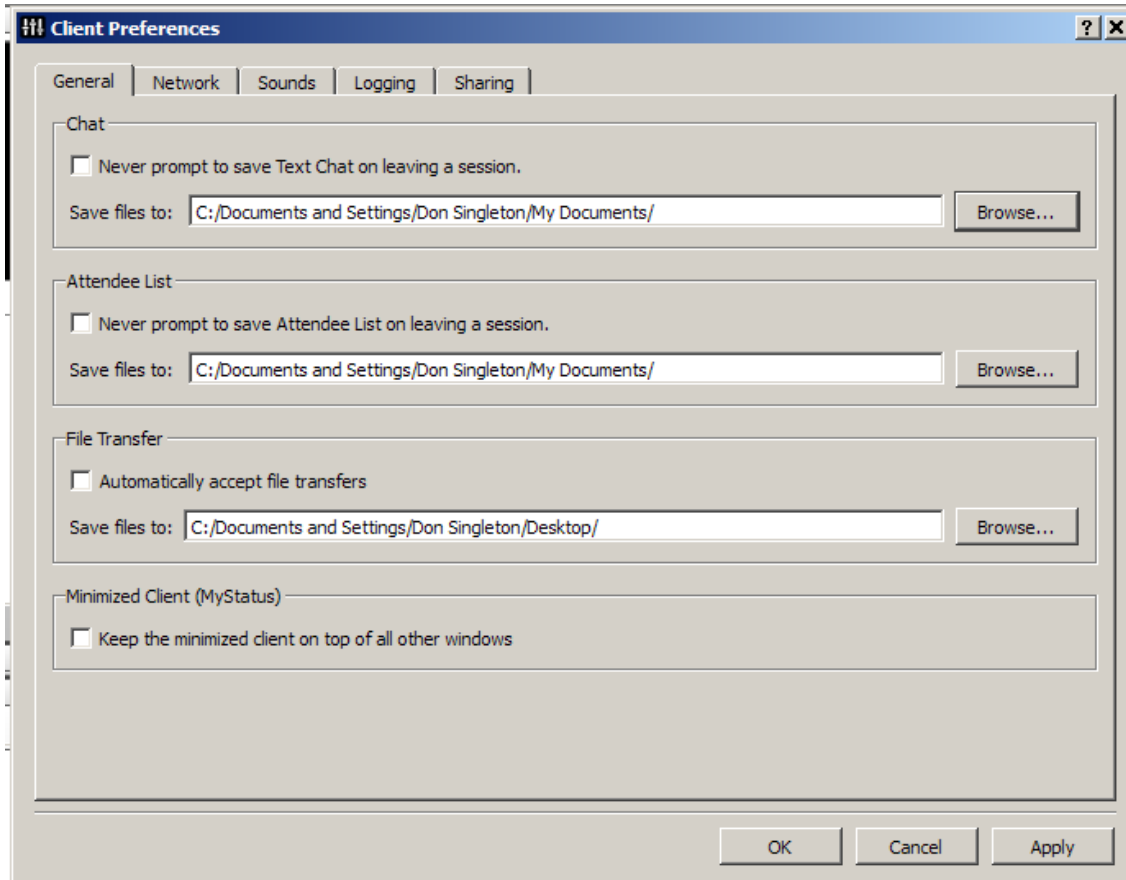 Client Preferences
General Network Sounds Logging Sharing
Chat
Never prompt to save Text Chat on leaving a session.
Save files to: C:/Documents and Settings/Don Singleton/My Documents/ Browse...
Attendee List
Never prompt to save Attendee List on leaving a session.
Save files to: C:/Documents and Settings/Don Singleton/My Documents/ Browse...
File Transfer
Automatically accept file transfers
Save files to: C:/Documents and Settings/Don Singleton/Desktop/ Browse...
Minimized Client (MyStatus)
Keep the minimized client on top of all other windows
OK Cancel Apply